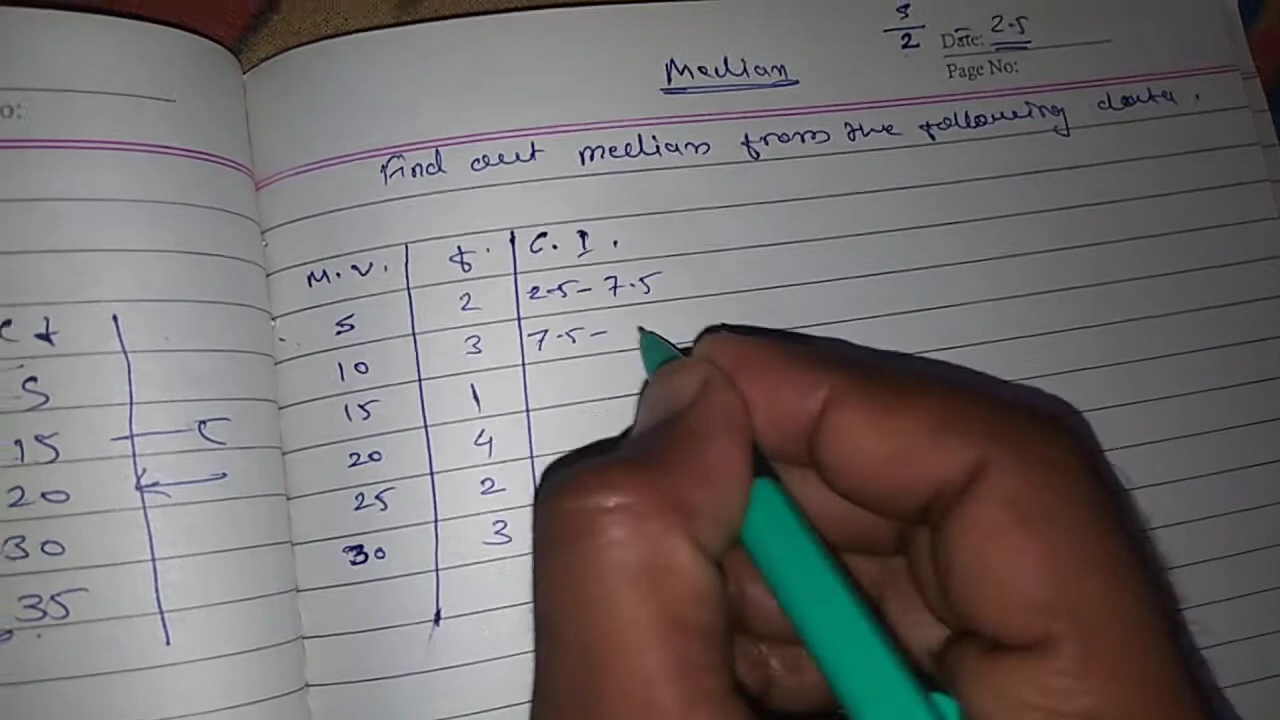 o:
5
2
Date: 2.5
Page No:
Median
Find out median from the following data.
M.V. f. C.I.
5 2 2.5- 7.5
10 3 7.5-
15 1
20 4
25 2
30 3
5
15 C
20
30
35